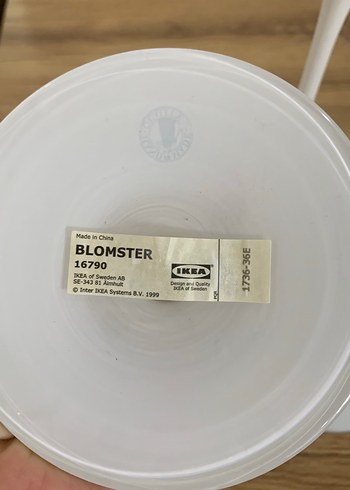 Made in China
BLOMSTER
16790
IKEA of Sweden AB
SE-343 81 Älmhult
© Inter IKEA Systems B.V. 1999
IKEA
Design and Quality
IKEA of Sweden
1736-36E